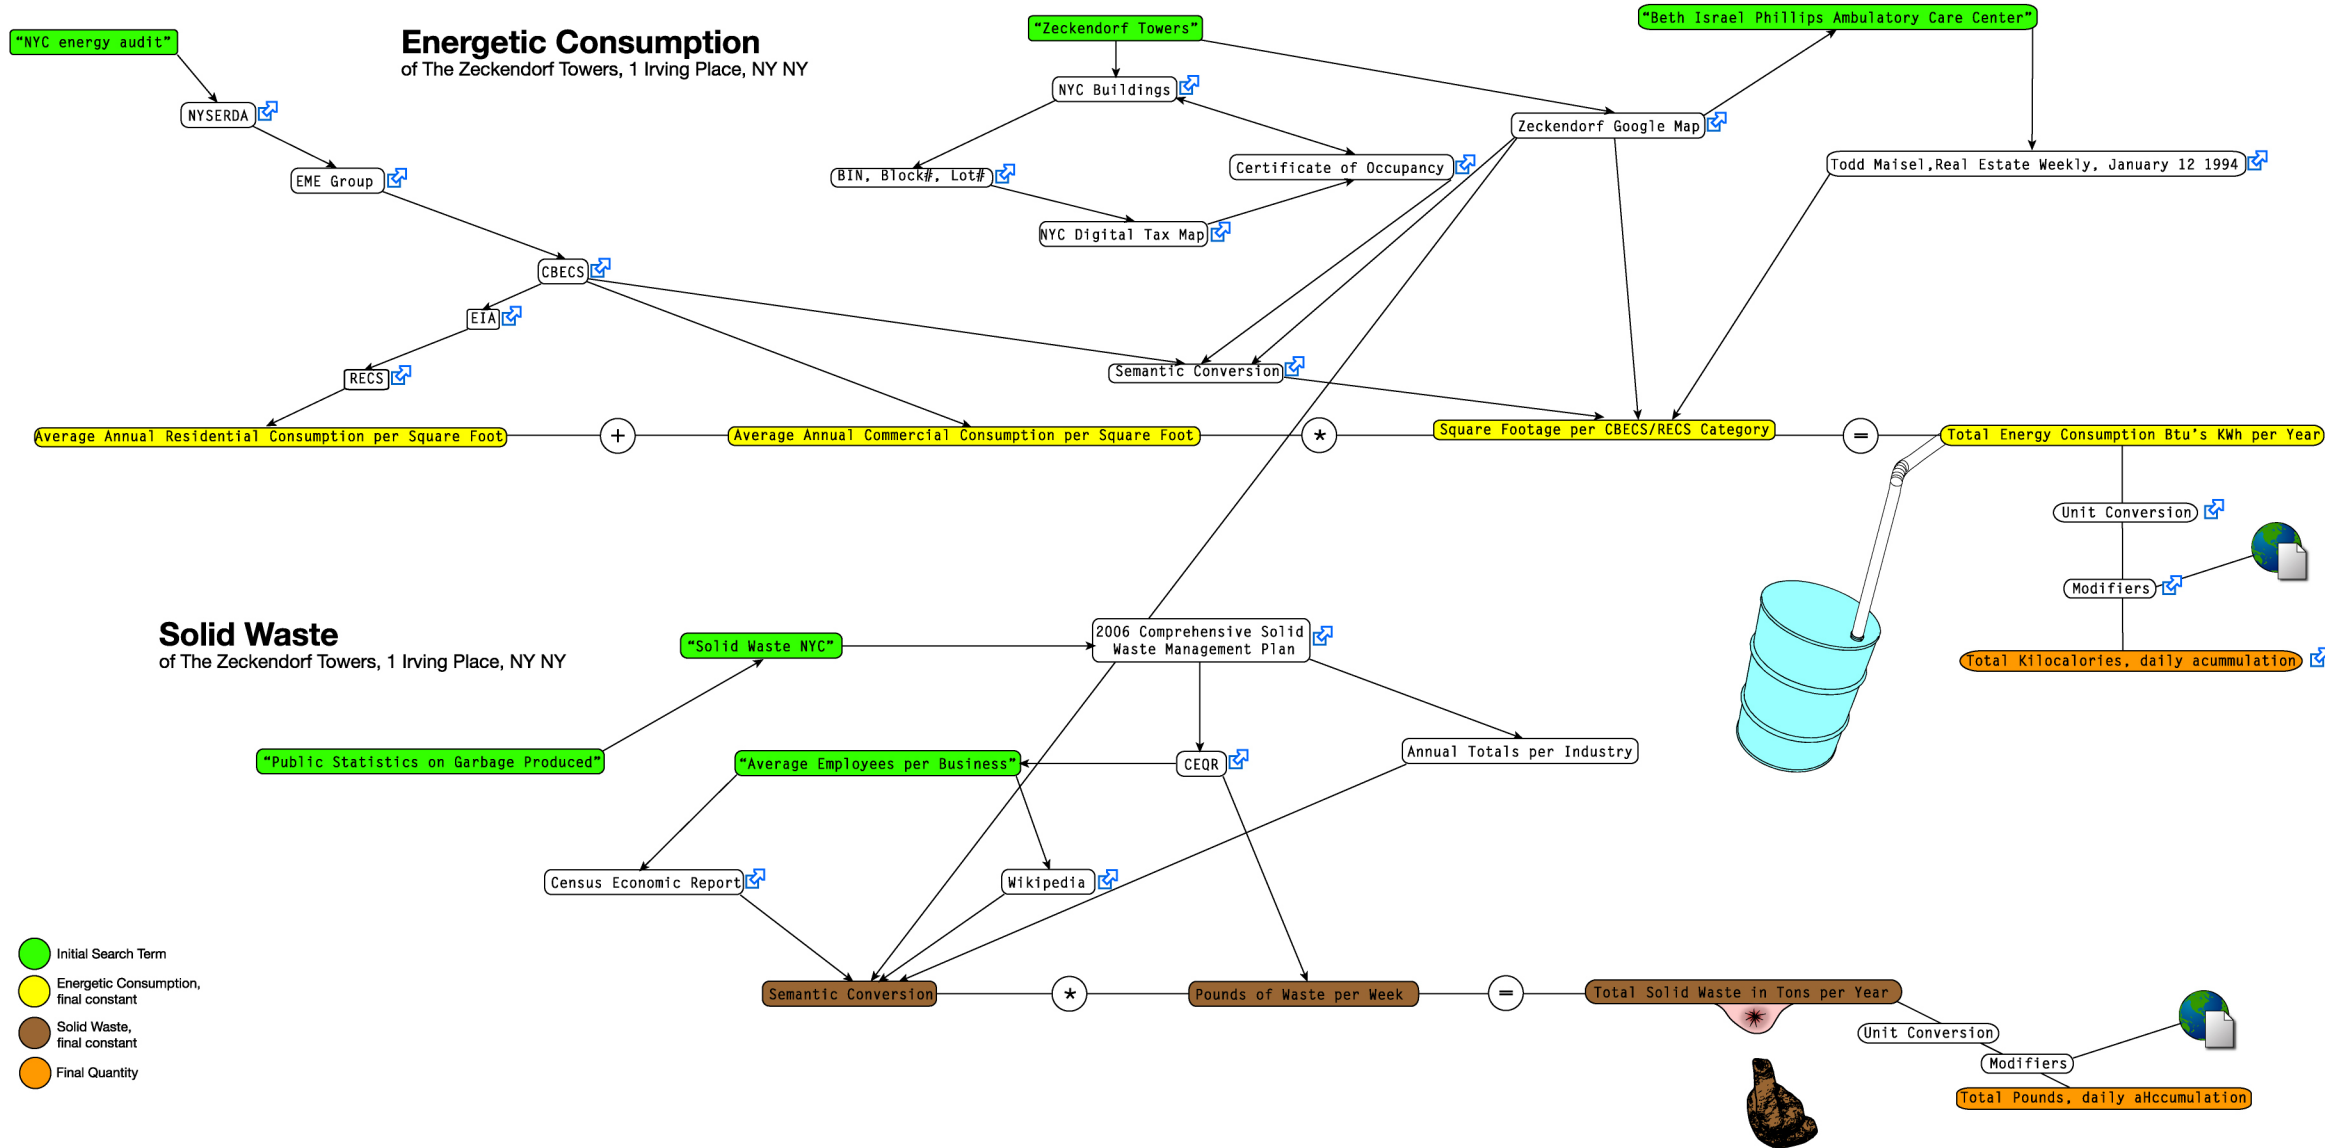 Energetic Consumption
of The Zeckendorf Towers, 1 Irving Place, NY NY
“NYC energy audit”
NYSERDA
EME Group
CBECS
EIA
RECS
“Zeckendorf Towers”
NYC Buildings
BIN, Block#, Lot#
Certificate of Occupancy
NYC Digital Tax Map
Zeckendorf Google Map
“Beth Israel Phillips Ambulatory Care Center”
Todd Maisel,Real Estate Weekly, January 12 1994
Semantic Conversion
Average Annual Residential Consumption per Square Foot
+
Average Annual Commercial Consumption per Square Foot
*
Square Footage per CBECS/RECS Category
=
Total Energy Consumption Btu’s KWh per Year
Unit Conversion
Modifiers
Total Kilocalories, daily acummulation
Solid Waste
of The Zeckendorf Towers, 1 Irving Place, NY NY
“Solid Waste NYC”
2006 Comprehensive Solid
Waste Management Plan
“Public Statistics on Garbage Produced”
“Average Employees per Business”
CEQR
Annual Totals per Industry
Census Economic Report
Wikipedia
Semantic Conversion
*
Pounds of Waste per Week
=
Total Solid Waste in Tons per Year
Unit Conversion
Modifiers
Total Pounds, daily aHccumulation
Initial Search Term
Energetic Consumption,
final constant
Solid Waste,
final constant
Final Quantity